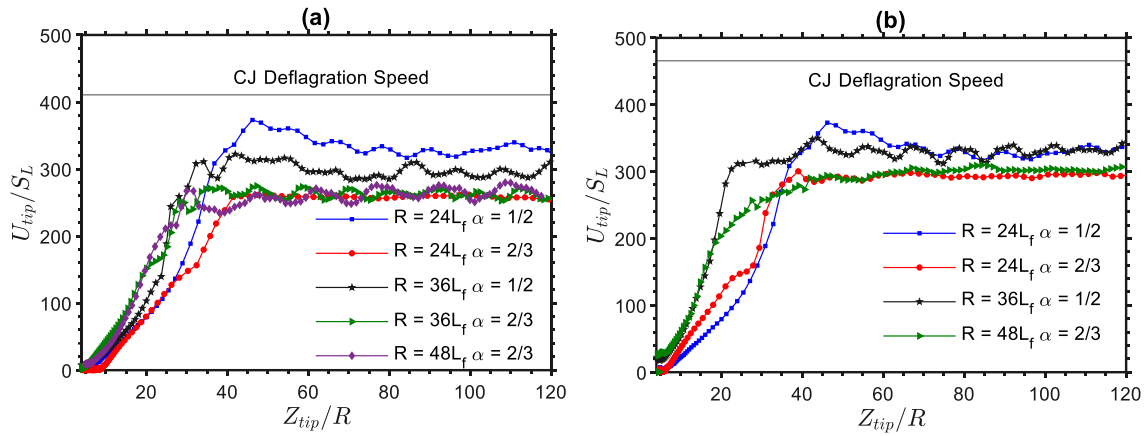 (a)
500
400
300
200
100
0
U_tip/S_L
CJ Deflagration Speed
R = 24L_f α = 1/2
R = 24L_f α = 2/3
R = 36L_f α = 1/2
R = 36L_f α = 2/3
R = 48L_f α = 2/3
20 40 60 80 100 120
Z_tip/R
(b)
500
400
300
200
100
0
U_tip/S_L
CJ Deflagration Speed
R = 24L_f α = 1/2
R = 24L_f α = 2/3
R = 36L_f α = 1/2
R = 48L_f α = 2/3
20 40 60 80 100 120
Z_tip/R